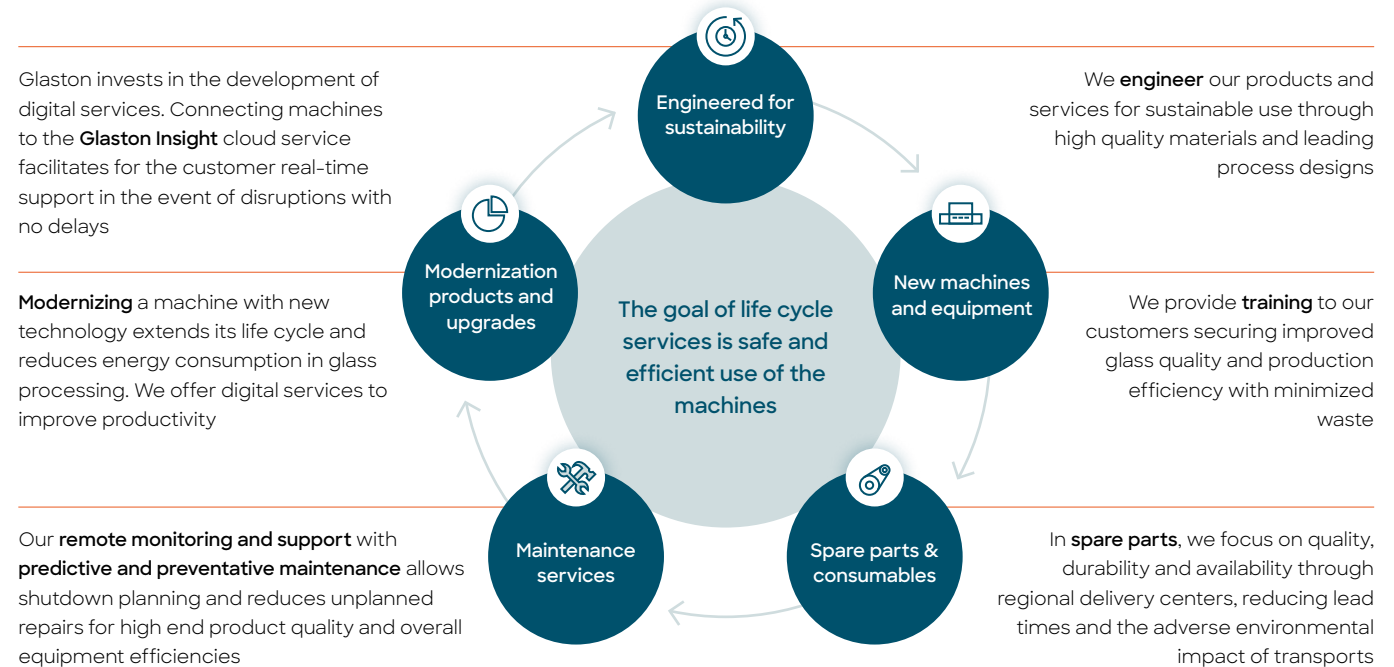 Glaston invests in the development of
digital services. Connecting machines
to the Glaston Insight cloud service
facilitates for the customer real-time
support in the event of disruptions with
no delays
Engineered for
sustainability
We engineer our products and
services for sustainable use through
high quality materials and leading
process designs
Modernization
products and
upgrades
The goal of life cycle
services is safe and
efficient use of the
machines
New machines
and equipment
Modernizing a machine with new
technology extends its life cycle and
reduces energy consumption in glass
processing. We offer digital services to
improve productivity
We provide training to our
customers securing improved
glass quality and production
efficiency with minimized
waste
Our remote monitoring and support with
predictive and preventative maintenance allows
shutdown planning and reduces unplanned
repairs for high end product quality and overall
equipment efficiencies
Maintenance
services
Spare parts &
consumables
In spare parts, we focus on quality,
durability and availability through
regional delivery centers, reducing lead
times and the adverse environmental
impact of transports